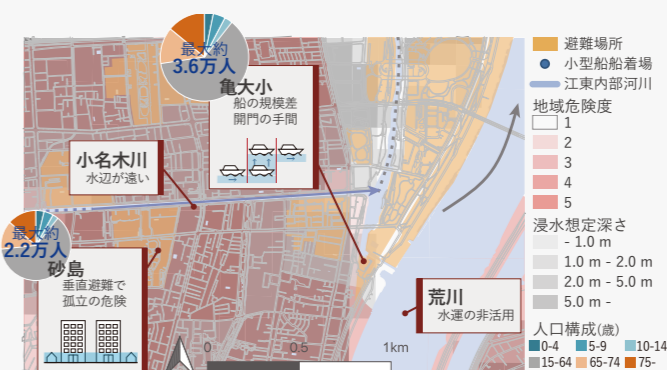 最大約
3.6万人
亀大小
船の規模差
開門の手間
小名木川
水辺が遠い
最大約
2.2万人
砂島
垂直避難で
孤立の危険
荒川
水運の非活用
0
0.5
1km
避難場所
小型船船着場
江東内部河川
地域危険度
1
2
3
4
5
浸水想定深さ
- 1.0 m
1.0 m - 2.0 m
2.0 m - 5.0 m
5.0 m -
人口構成(歳)
0-4
5-9
10-14
15-64
65-74
75-